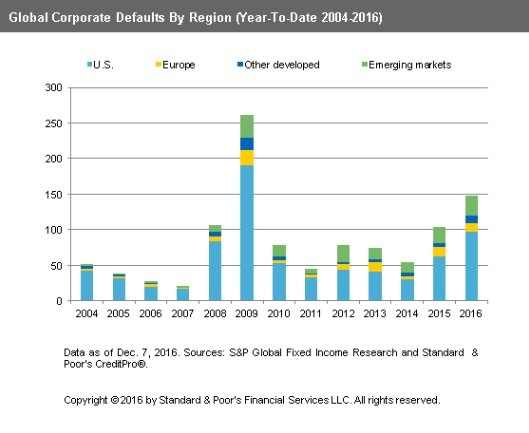 Global Corporate Defaults By Region (Year-To-Date 2004-2016)
U.S. Europe Other developed Emerging markets
300
250
200
150
100
50
0
2004 2005 2006 2007 2008 2009 2010 2011 2012 2013 2014 2015 2016
Data as of Dec. 7, 2016. Sources: S&P Global Fixed Income Research and Standard &
Poor's CreditPro®.
Copyright © 2016 by Standard & Poor's Financial Services LLC. All rights reserved.